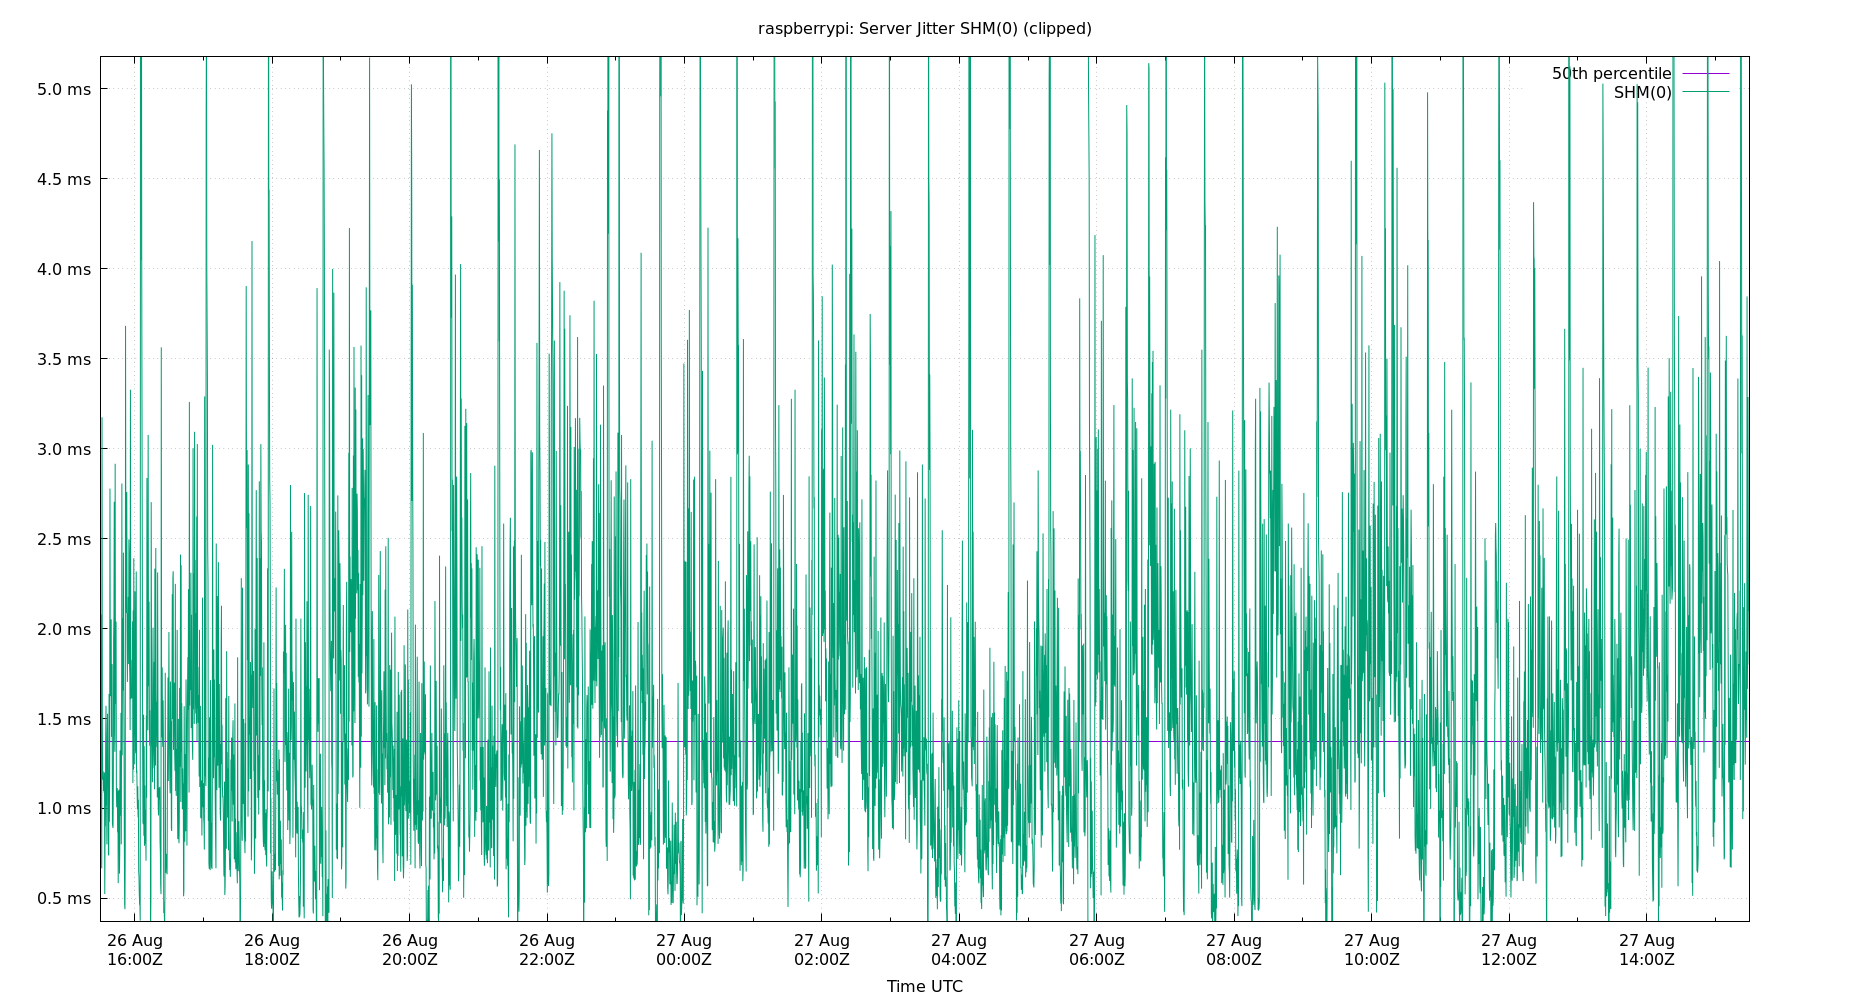 raspberrypi: Server Jitter SHM(0) (clipped)
50th percentile
SHM(0)
5.0 ms
4.5 ms
4.0 ms
3.5 ms
3.0 ms
2.5 ms
2.0 ms
1.5 ms
1.0 ms
0.5 ms
26 Aug 26 Aug 26 Aug 26 Aug 27 Aug 27 Aug 27 Aug 27 Aug 27 Aug 27 Aug 27 Aug 27 Aug
16:00Z 18:00Z 20:00Z 22:00Z 00:00Z 02:00Z 04:00Z 06:00Z 08:00Z 10:00Z 12:00Z 14:00Z
Time UTC